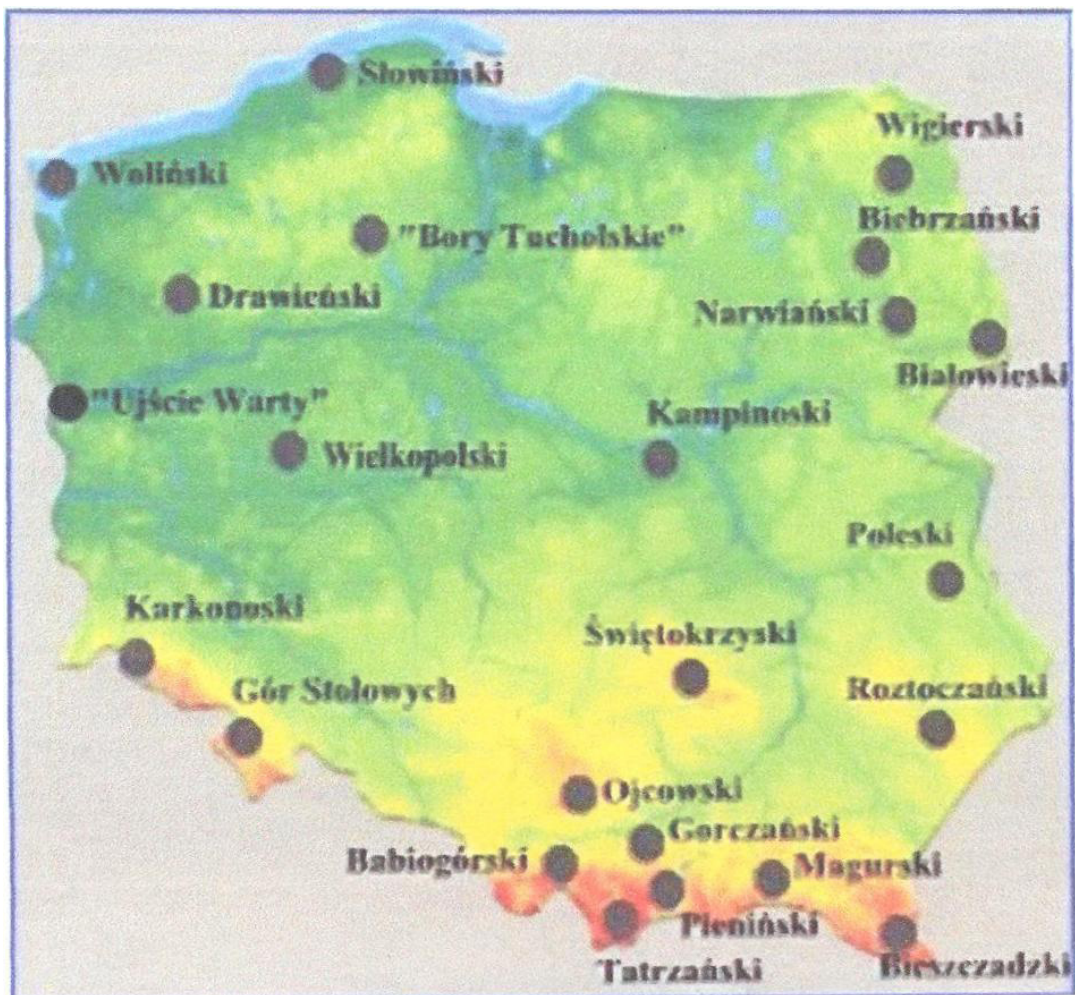 Słowiński
Wigierski
Woliński
Biebrzański
"Bory Tucholskie"
Drawieński
Narwiański
Białowieski
"Ujście Warty"
Kampinoski
Wielkopolski
Poleski
Karkonoski
Świętokrzyski
Gór Stołowych
Roztoczański
Ojcowski
Gorczański
Babiogórski
Magurski
Pieniński
Tatrzański
Bieszczadzki